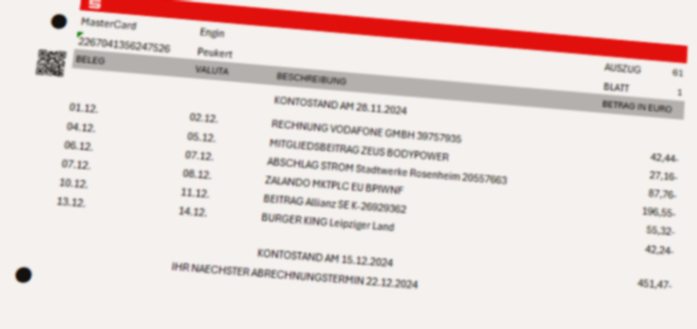 MasterCard Engin AUSZUG 61
2267041356247526 Peukert BLATT 1
BELEG VALUTA BESCHREIBUNG BETRAG IN EURO
KONTOSTAND AM 28.11.2024
01.12. 02.12. RECHNUNG VODAFONE GMBH 39757935 42,44-
04.12. 05.12. MITGLIEDSBEITRAG ZEUS BODYPOWER 27,16-
06.12. 07.12. ABSCHLAG STROM Stadtwerke Rosenheim 20557663 87,76-
07.12. 08.12. ZALANDO MKTPLC EU BPIWNF 196,55-
10.12. 11.12. BEITRAG Allianz SE K-26929362 55,32-
13.12. 14.12. BURGER KING Leipziger Land 42,24-
KONTOSTAND AM 15.12.2024 451,47-
IHR NAECHSTER ABRECHNUNGSTERMIN 22.12.2024